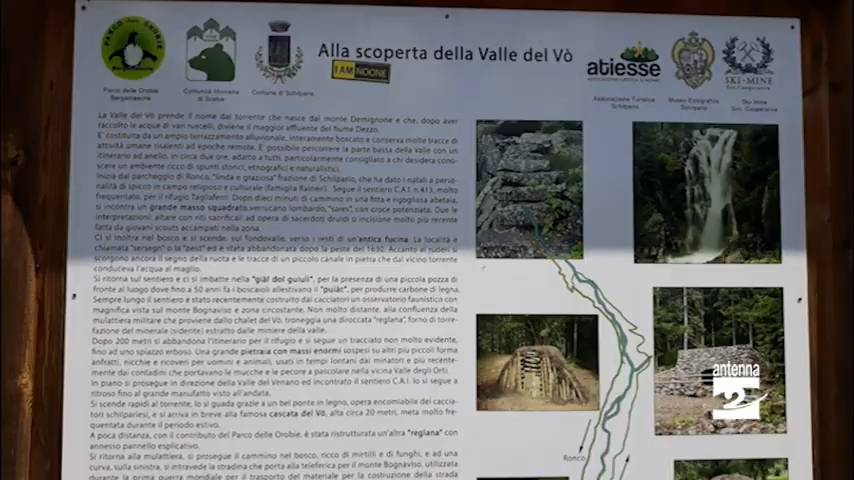 Alla scoperta della Valle del Vò
I AM NOONE
PARCO delle OROBIE
Parco delle Orobie
Bergamasche
Comunità Montana
di Scalve
Comune di Schilpario
atiesse
Associazione Turistica
Schilpario
Museo Etnografico
Schilpario
SKI-MINE
Soc. Cooperativa
Ski Mine
Soc. Cooperativa
La Valle del Vò prende il nome dal torrente che nasce dal monte Demignone e che, dopo aver
raccolto le acque di vari ruscelli, diviene il maggior affluente del fiume Dezzo.
E' costituita da un ampio terrazzamento alluvionale, interamente boscato e conserva molte tracce di
attività umane risalenti ad epoche remote. E' possibile percorrere la parte bassa della Valle con un
itinerario ad anello, in circa due ore, adatto a tutti, particolarmente consigliato a chi desidera cono-
scere un ambiente ricco di spunti storici, etnografici e naturalistici.
Inizia dal parcheggio di Ronco, "linda e graziosa" frazione di Schilpario, che ha dato i natali a perso-
nalità di spicco in campo religioso e culturale (famiglia Raineri). Segue il sentiero C.A.I. n.413, molto
frequentato, per il rifugio Tagliaferri. Dopo dieci minuti di cammino in una fitta e rigogliosa abetaia,
si incontra un grande masso squadrato, verrucano lombardo, "cares", con croce potenziata. Due le
interpretazioni: altare con riti sacrificali ad opera di sacerdoti druidi o incisione molto più recente
fatta da giovani scouts accampati nella zona.
Ci si inoltra nel bosco e si scende, sul fondovalle, verso i resti di un'antica fucina. La località è
chiamata "sersegn" o la "pest" ed è stata abbandonata dopo la peste del 1630. Accanto ai ruderi si
scorgono ancora il segno della ruota e le tracce di un piccolo canale in pietra che dal vicino torrente
conduceva l'acqua al maglio.
Si ritorna sul sentiero e ci si imbatte nella "giàl dol guiulì", per la presenza di una piccola pozza di
fronte al luogo dove fino a 50 anni fa i boscaioli allestivano il "puiàt", per produrre carbone di legna.
Sempre lungo il sentiero è stato recentemente costruito dai cacciatori un osservatorio faunistico con
magnifica vista sul monte Bognaviso e zona circostante. Non molto distante, alla confluenza della
mulattiera militare che proviene dallo chalet del Vò, troneggia una diroccata "reglana", forno di torre-
fazione del minerale (siderite) estratto dalle miniere della valle.
Dopo 200 metri si abbandona l'itinerario per il rifugio e si segue un tracciato non molto evidente,
fino ad uno spiazzo erboso. Una grande pietraia con massi enormi sospesi su altri più piccoli forma
anfratti, nicchie e ricoveri per uomini e animali, usati in tempi lontani dai minatori e più recente-
mente dai contadini che portavano le mucche e le pecore a pascolare nella vicina Valle degli Orti.
In piano si prosegue in direzione della Valle del Venano ed incontrato il sentiero C.A.I. lo si segue a
ritroso fino al grande manufatto visto all'andata.
Si scende rapidi al torrente, lo si guada grazie a un bel ponte in legno, opera encomiabile dei caccia-
tori schilpariesi, e si arriva in breve alla famosa cascata del Vò, alta circa 20 metri, meta molto fre-
quentata durante il periodo estivo.
A poca distanza, con il contributo del Parco delle Orobie, è stata ristrutturata un'altra "reglana" con
annesso pannello esplicativo.
Si ritorna alla mulattiera, si prosegue il cammino nel bosco, ricco di mirtilli e di funghi, e ad una
curva, sulla sinistra, si intravede la stradina che porta alla teleferica per il monte Bognaviso, utilizzata
durante la prima guerra mondiale per il trasporto del materiale per la costruzione della strada
Ronco
antenna
2